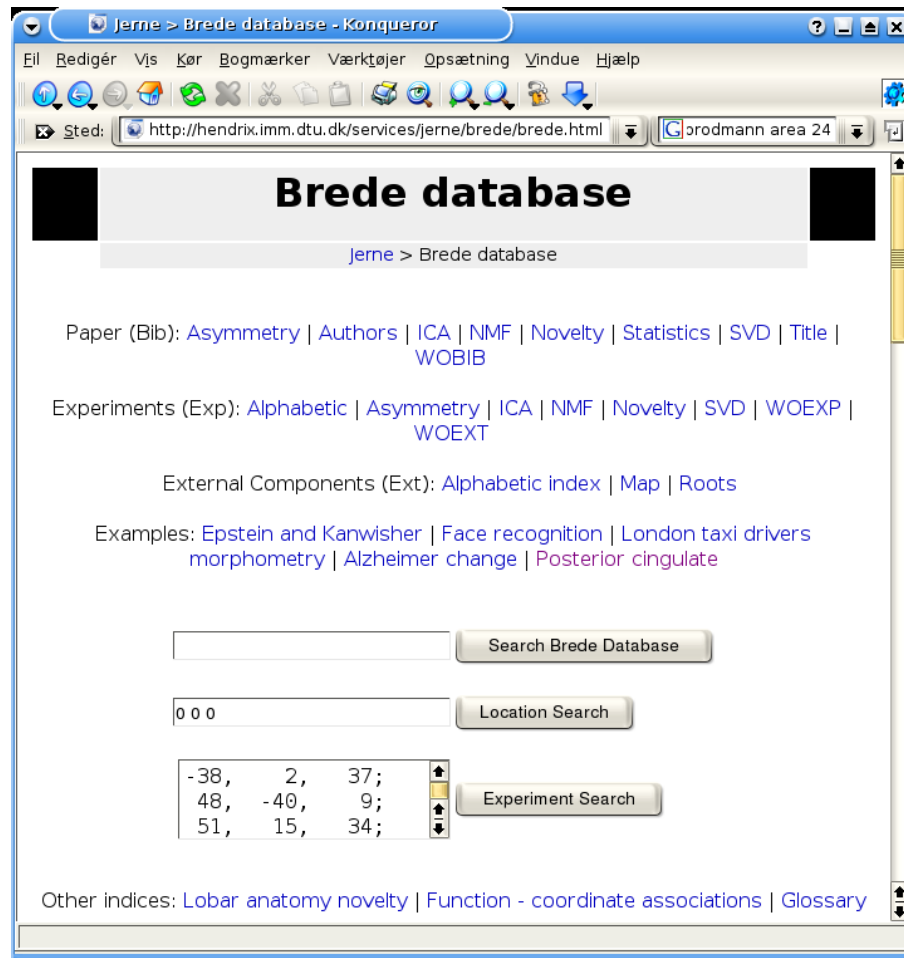 Jerne > Brede database - Konqueror
Fil Redigér Vis Kør Bogmærker Værktøjer Opsætning Vindue Hjælp
Sted: http://hendrix.imm.dtu.dk/services/jerne/brede/brede.html G brodmann area 24
Brede database
Jerne > Brede database
Paper (Bib): Asymmetry | Authors | ICA | NMF | Novelty | Statistics | SVD | Title |
WOBIB
Experiments (Exp): Alphabetic | Asymmetry | ICA | NMF | Novelty | SVD | WOEXP |
WOEXT
External Components (Ext): Alphabetic index | Map | Roots
Examples: Epstein and Kanwisher | Face recognition | London taxi drivers
morphometry | Alzheimer change | Posterior cingulate
Search Brede Database
0 0 0 Location Search
-38, 2, 37;
48, -40, 9;
51, 15, 34;
Experiment Search
Other indices: Lobar anatomy novelty | Function - coordinate associations | Glossary